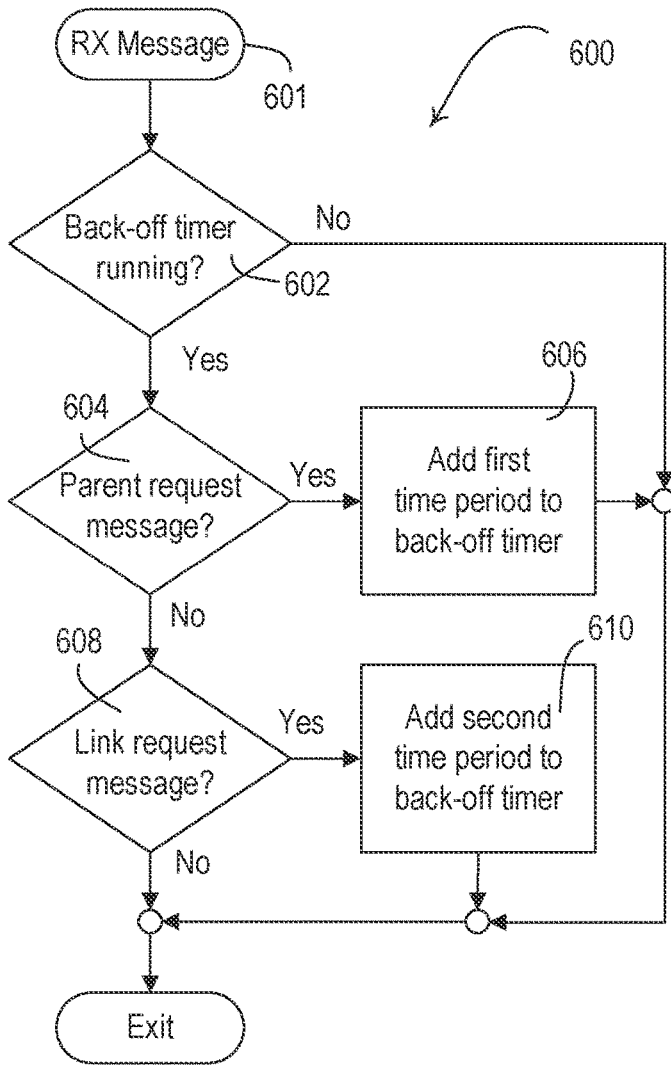 RX Message
601
600
Back-off timer
running?
602
No
Yes
604
Parent request
message?
Yes
606
Add first
time period to
back-off timer
No
608
Link request
message?
Yes
610
Add second
time period to
back-off timer
No
Exit